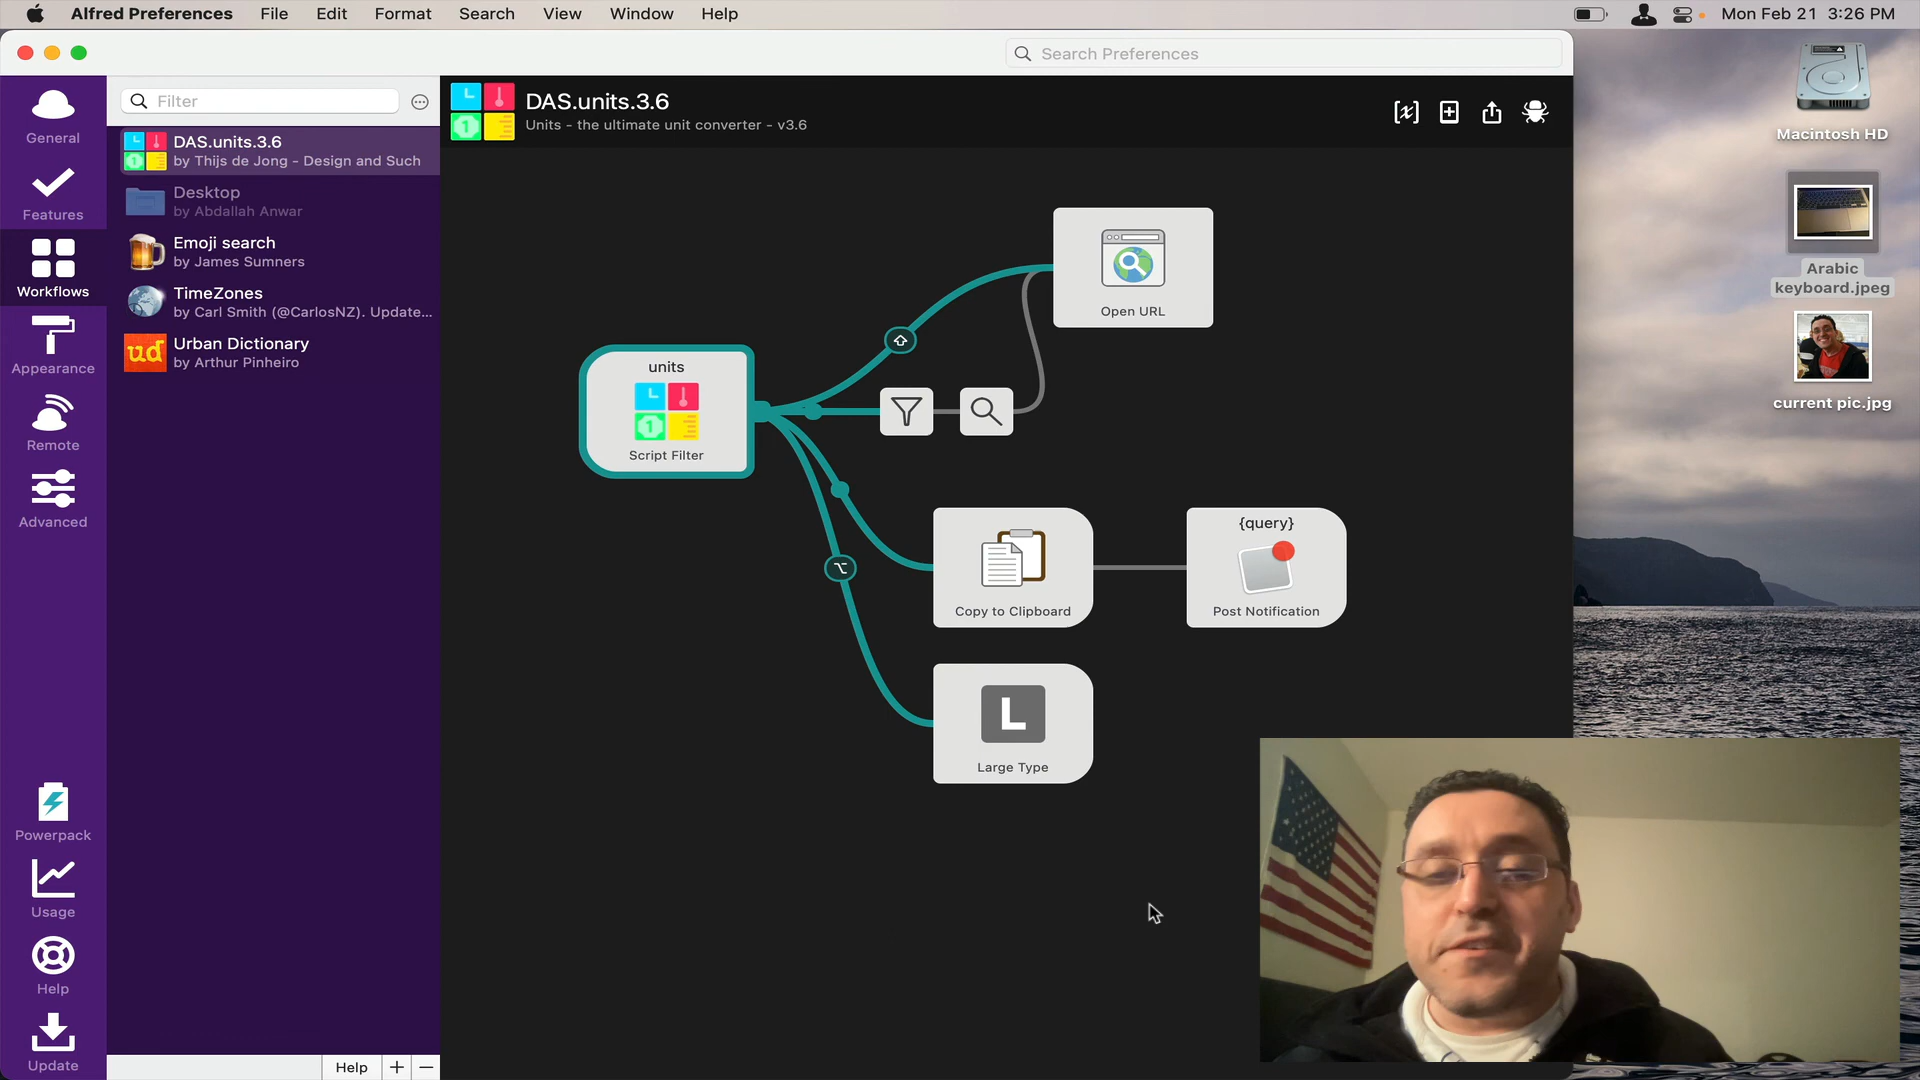 Alfred Preferences File Edit Format Search View Window Help
Mon Feb 21 3:26 PM
Search Preferences
General
Features
Workflows
Appearance
Remote
Advanced
Powerpack
Usage
Help
Update
Filter
DAS.units.3.6
by Thijs de Jong - Design and Such
Desktop
by Abdallah Anwar
Emoji search
by James Sumners
TimeZones
by Carl Smith (@CarlosNZ). Update...
ud
Urban Dictionary
by Arthur Pinheiro
Help + −
DAS.units.3.6
Units - the ultimate unit converter - v3.6
units
Script Filter
Open URL
Copy to Clipboard
{query}
Post Notification
L
Large Type
Macintosh HD
Arabic
keyboard.jpeg
current pic.jpg